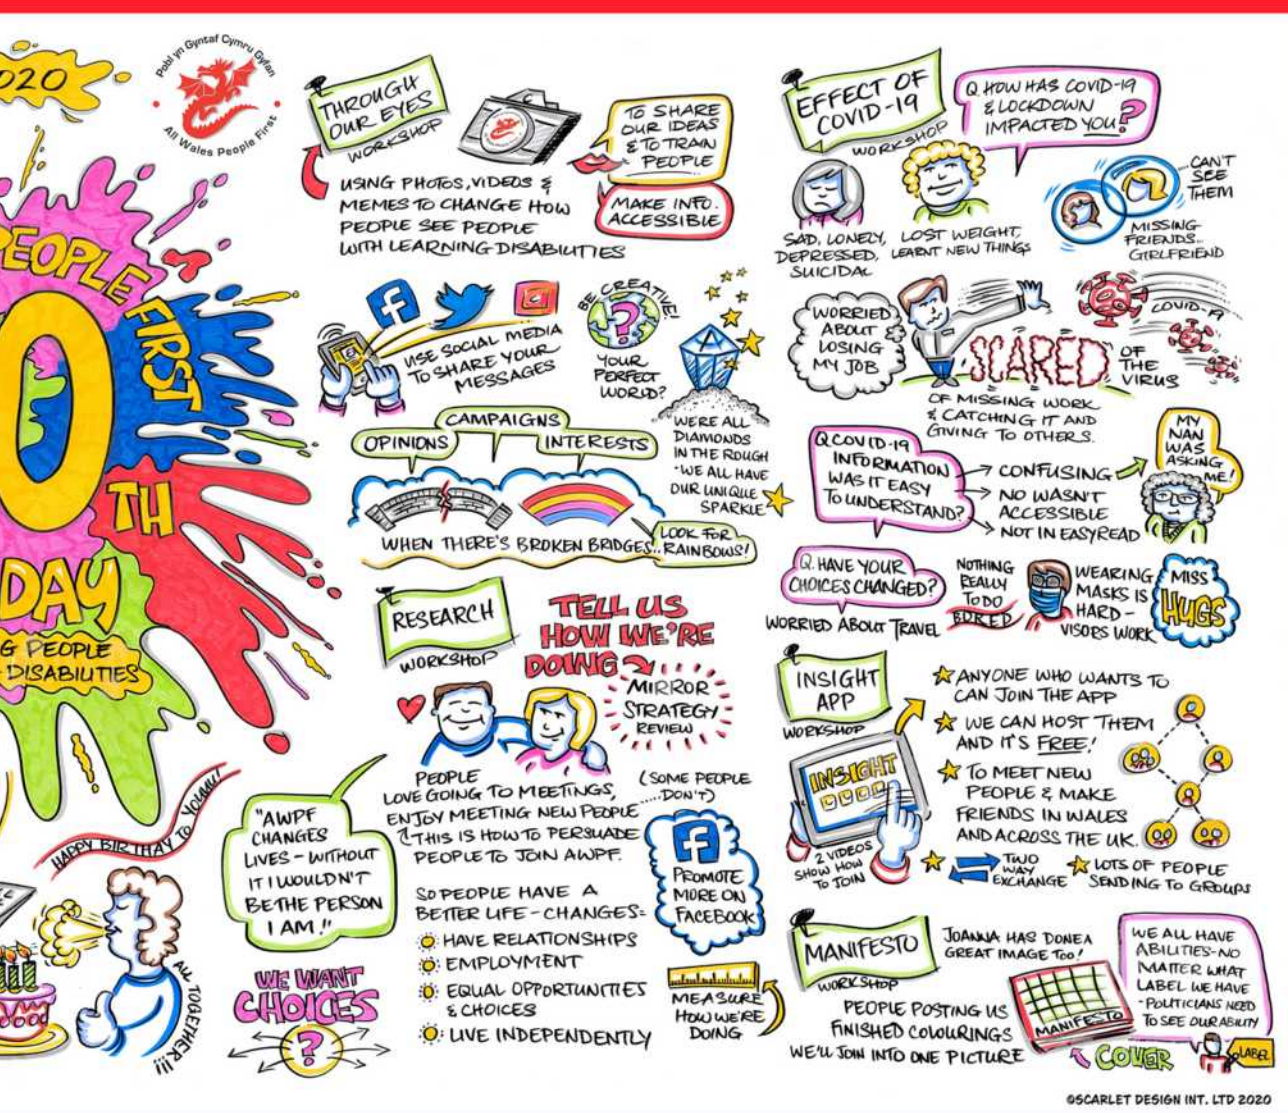 020
Pobl yn Gyntaf Cymru Gyfan
All Wales People First
PEOPLE
FIRST
0
TH
DAY
G PEOPLE
DISABILITIES
HAPPY BIRTHDAY TO YOUUU!
ALL TOGETHER!!!!
"AWPF
CHANGES
LIVES - WITHOUT
IT I WOULDN'T
BE THE PERSON
I AM."
WE WANT
CHOICES
?
THROUGH
OUR EYES
WORKSHOP
TO SHARE
OUR IDEAS
& TO TRAIN
PEOPLE
MAKE INFO.
ACCESSIBLE
USING PHOTOS, VIDEOS &
MEMES TO CHANGE HOW
PEOPLE SEE PEOPLE
WITH LEARNING DISABILITIES
f
USE SOCIAL MEDIA
TO SHARE YOUR
MESSAGES
BE CREATIVE!
?
YOUR
PERFECT
WORLD?
WE'RE ALL
DIAMONDS
IN THE ROUGH
- WE ALL HAVE
OUR UNIQUE
SPARKLE
CAMPAIGNS
OPINIONS
INTERESTS
WHEN THERE'S BROKEN BRIDGES..
LOOK FOR
RAINBOWS!
RESEARCH
WORKSHOP
TELL US
HOW WE'RE
DOING
MIRROR
STRATEGY
REVIEW
PEOPLE
LOVE GOING TO MEETINGS,
ENJOY MEETING NEW PEOPLE
THIS IS HOW TO PERSUADE
PEOPLE TO JOIN AWPF.
(SOME PEOPLE
.....DON'T)
f
PROMOTE
MORE ON
FACEBOOK
SO PEOPLE HAVE A
BETTER LIFE - CHANGES:
HAVE RELATIONSHIPS
EMPLOYMENT
EQUAL OPPORTUNITIES
& CHOICES
LIVE INDEPENDENTLY
MEASURE
HOW WE'RE
DOING
EFFECT OF
COVID-19
WORKSHOP
Q. HOW HAS COVID-19
& LOCKDOWN
IMPACTED YOU?
SAD, LONELY,
DEPRESSED,
SUICIDAL
LOST WEIGHT,
LEARNT NEW THINGS
CAN'T
SEE
THEM
MISSING
FRIENDS...
GIRLFRIEND
WORRIED
ABOUT
LOSING
MY JOB
COVID-19
SCARED
OF
THE
VIRUS
OF MISSING WORK
& CATCHING IT AND
GIVING TO OTHERS.
Q COVID-19
INFORMATION
WAS IT EASY
TO UNDERSTAND?
CONFUSING
NO WASN'T
ACCESSIBLE
NOT IN EASYREAD
MY
NAN
WAS
ASKING
ME!
Q. HAVE YOUR
CHOICES CHANGED?
WORRIED ABOUT TRAVEL
NOTHING
REALLY
TO DO
BORED
WEARING
MASKS IS
HARD -
VISORS WORK
MISS
HUGS
INSIGHT
APP
WORKSHOP
INSIGHT
2 VIDEOS
SHOW HOW
TO JOIN
ANYONE WHO WANTS TO
CAN JOIN THE APP
WE CAN HOST THEM
AND IT'S FREE!
TO MEET NEW
PEOPLE & MAKE
FRIENDS IN WALES
AND ACROSS THE UK.
TWO
WAY
EXCHANGE
LOTS OF PEOPLE
SENDING TO GROUPS
MANIFESTO
WORKSHOP
JOANNA HAS DONE A
GREAT IMAGE TOO!
PEOPLE POSTING US
FINISHED COLOURINGS
WE'LL JOIN INTO ONE PICTURE
MANIFESTO
COVER
WE ALL HAVE
ABILITIES - NO
MATTER WHAT
LABEL WE HAVE
- POLITICIANS NEED
TO SEE OUR ABILITY
LABEL
©SCARLET DESIGN INT. LTD 2020